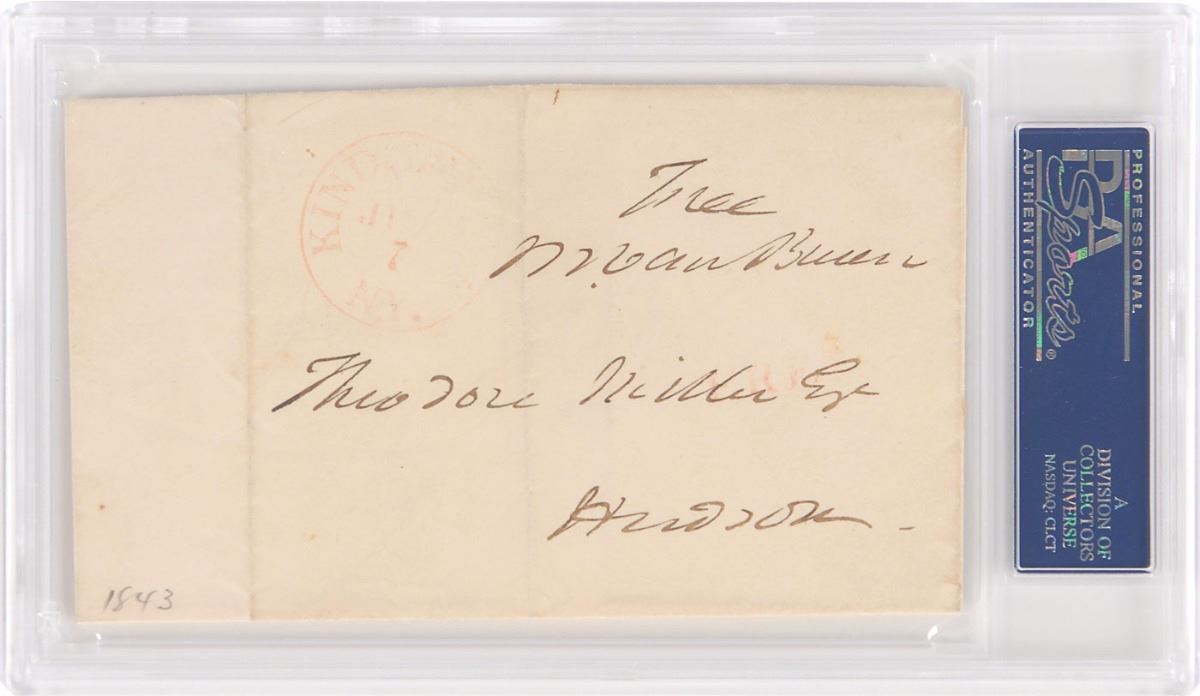 Free
M. Van Buren
Theodore Miller Esqr
Hudson -
KIND
7
N.Y.
1843
PSA
Sports®
PROFESSIONAL
AUTHENTICATOR
A
DIVISION OF
COLLECTORS
UNIVERSE
NASDAQ: CLCT